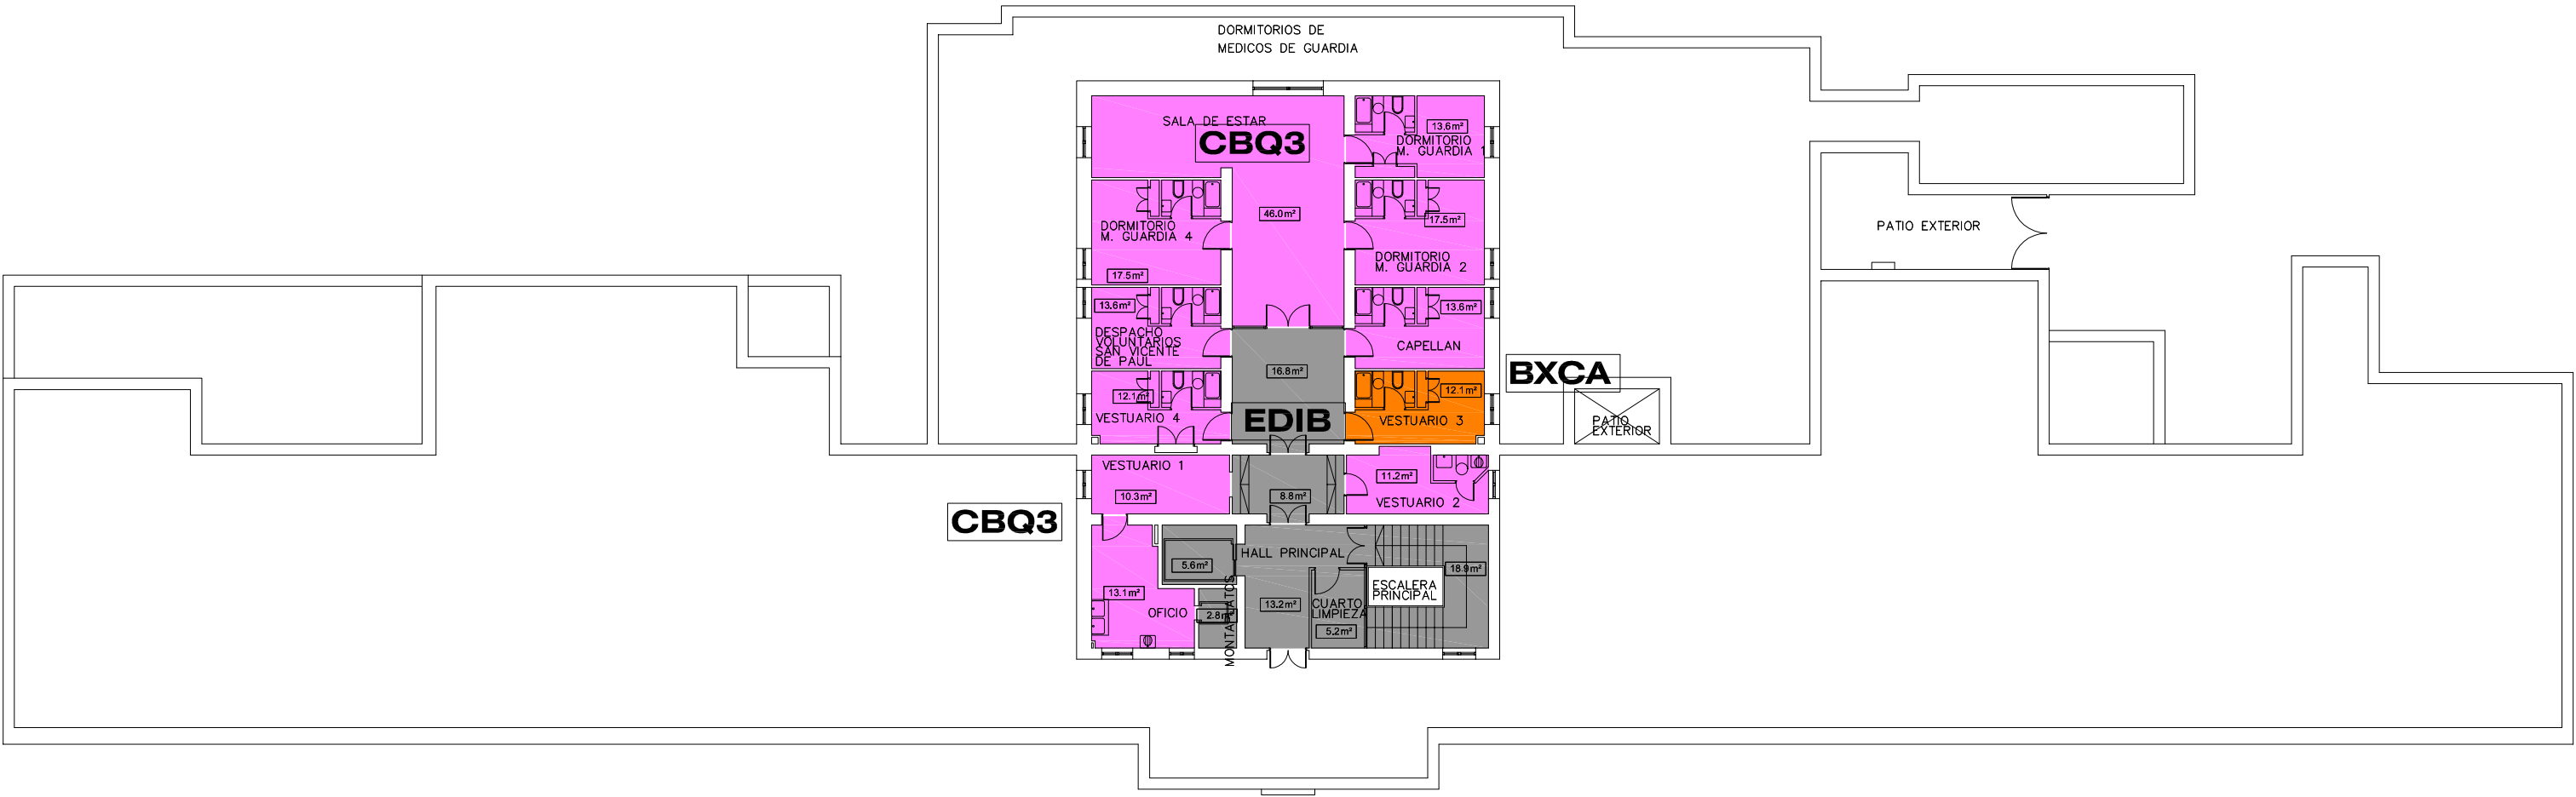 DORMITORIOS DE
MEDICOS DE GUARDIA
SALA DE ESTAR
CBQ3
13.6m²
DORMITORIO
M. GUARDIA 1
46.0m²
17.5m²
DORMITORIO
M. GUARDIA 4
17.5m²
DORMITORIO
M. GUARDIA 2
PATIO EXTERIOR
13.6m²
DESPACHO
VOLUNTARIOS
SAN VICENTE
DE PAUL
13.6m²
CAPELLAN
16.8m²
BXCA
12.1m²
VESTUARIO 4
EDIB
12.1m²
VESTUARIO 3
PATIO
EXTERIOR
VESTUARIO 1
10.3m²
8.8m²
11.2m²
VESTUARIO 2
CBQ3
HALL PRINCIPAL
5.6m²
18.9m²
ESCALERA
PRINCIPAL
13.1m²
OFICIO
2.8m²
MONTAPLATOS
13.2m²
CUARTO
LIMPIEZA
5.2m²